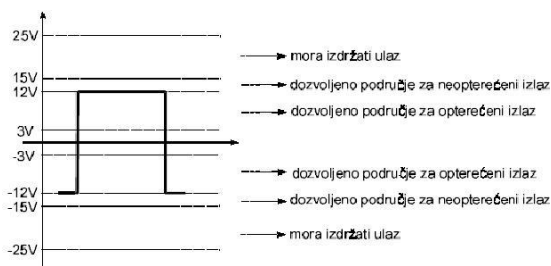 25V
mora izdržati ulaz
15V
dozvoljeno područje za neopterećeni izlaz
12V
dozvoljeno područje za opterećeni izlaz
3V
-3V
dozvoljeno područje za opterećeni izlaz
-12V
dozvoljeno područje za neopterećeni izlaz
-15V
mora izdržati ulaz
-25V